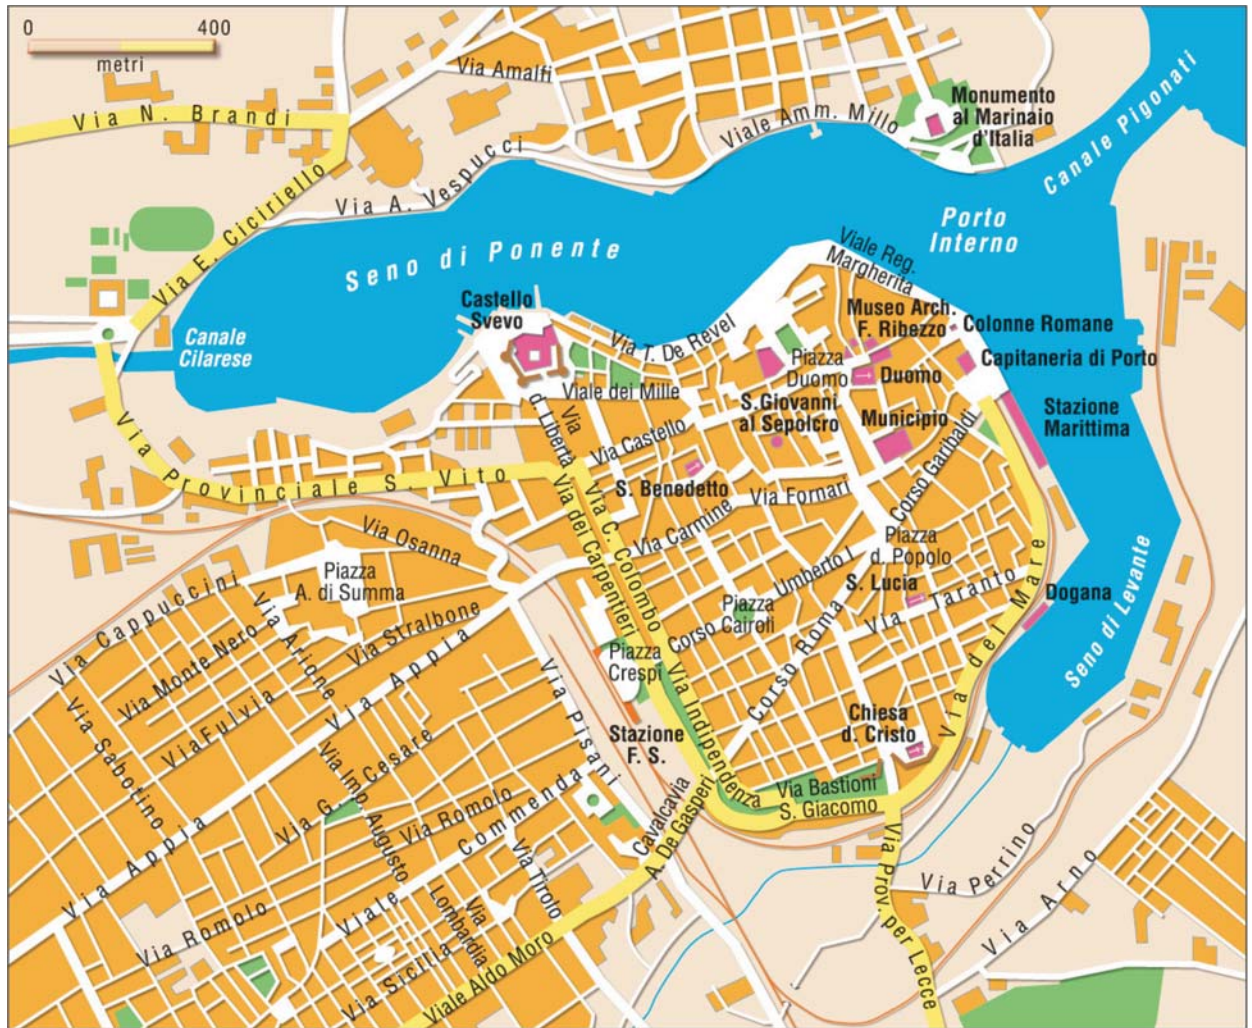 0 400
metri
Via Amalfi
Via N. Brandi
Viale Amm. Millo
Monumento
al Marinaio
d'Italia
Canale Pigonati
Via A. Vespucci
Via E. Ciciriello
Porto
Interno
Seno di Ponente
Viale Reg.
Margherita
Castello
Svevo
Museo Arch.
F. Ribezzo
Colonne Romane
Canale
Cilarese
Via T. De Revel
Piazza
Duomo
Duomo
Capitaneria di Porto
Viale dei Mille
S. Giovanni
al Sepolcro
Municipio
Stazione
Marittima
Via
d. Libertà
Via Castello
Corso Garibaldi
Via Provinciale S. Vito
S. Benedetto
Via Fornari
Via Carmine
Via C. Colombo
Via dei Carpentieri
Via Osanna
Piazza
d. Popolo
Piazza
A. di Summa
Corso Umberto I
S. Lucia
Via Taranto
Dogana
Via Cappuccini
Via Monte Nero
Via Arione
Via Stralbone
Piazza
Cairoli
Corso Roma
Via del Mare
Seno di Levante
Via Fulvia
Via Appia
Piazza
Crespi
Via Pisani
Via Sabotino
Via Indipendenza
Chiesa
d. Cristo
Stazione
F. S.
Via Imp. Augusto
Via G. Cesare
Via Romolo
Viale Commenda
Via Bastioni
S. Giacomo
Cavalcavia
A. De Gasperi
Via Appia
Via Tirolo
Via Prov. per Lecce
Via Perrino
Via Arno
Via Romolo
Via
Lombardia
Via Sicilia
Viale Aldo Moro